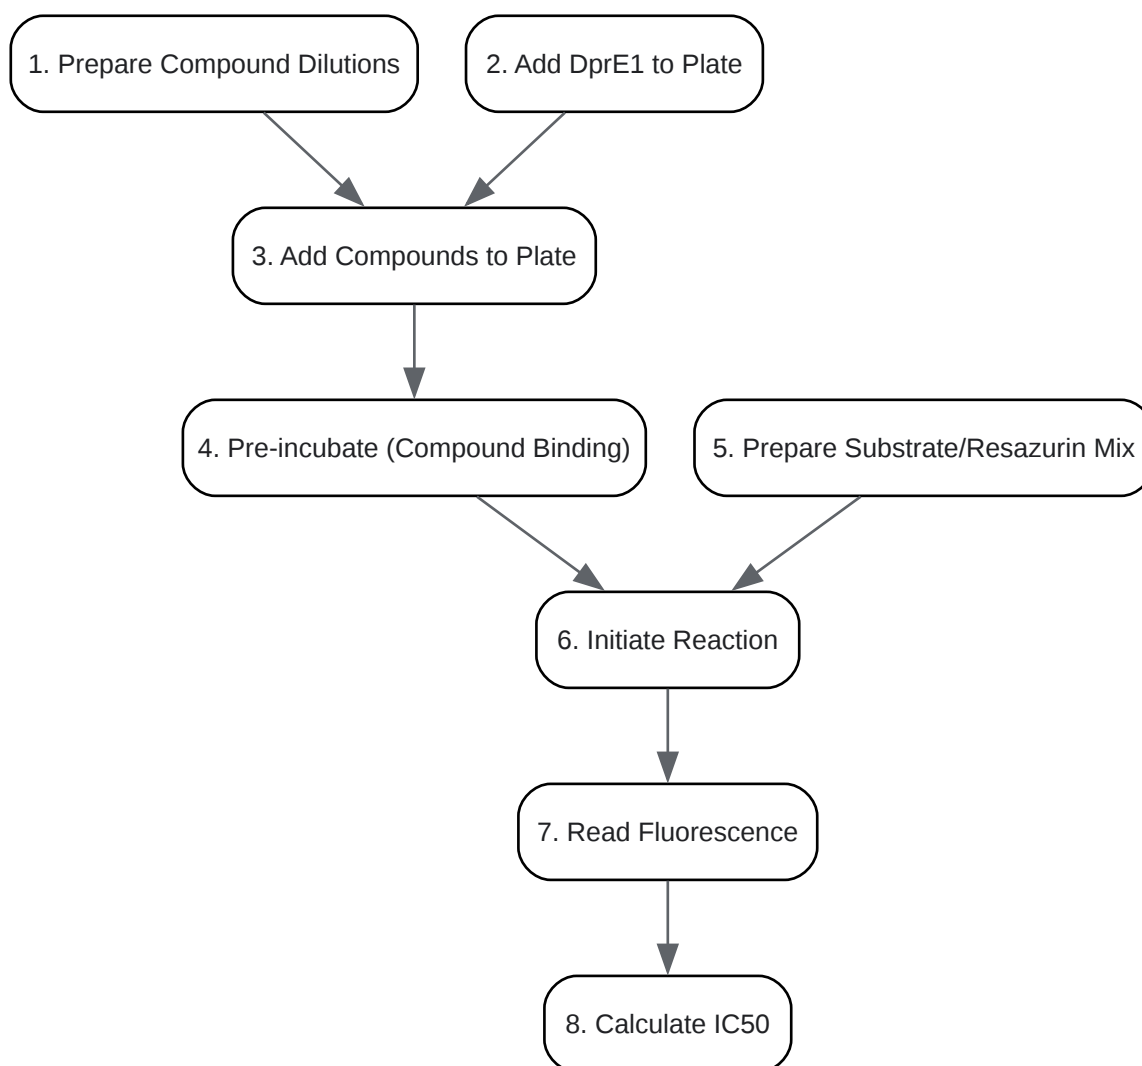 1. Prepare Compound Dilutions
2. Add DprE1 to Plate
3. Add Compounds to Plate
4. Pre-incubate (Compound Binding)
5. Prepare Substrate/Resazurin Mix
6. Initiate Reaction
7. Read Fluorescence
8. Calculate IC50